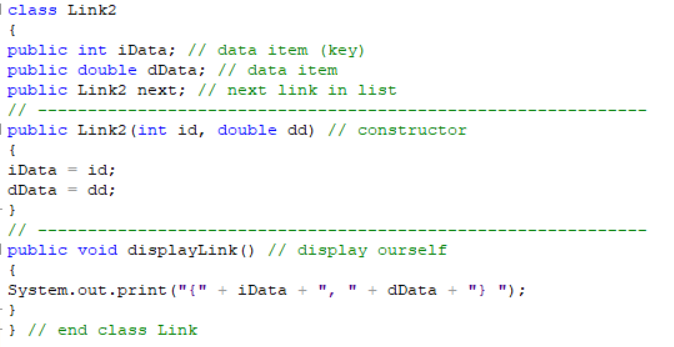 class Link2
{
public int iData; // data item (key)
public double dData; // data item
public Link2 next; // next link in list
// -------------------------------------------------------------
public Link2(int id, double dd) // constructor
{
iData = id;
dData = dd;
}
// -------------------------------------------------------------
public void displayLink() // display ourself
{
System.out.print("{" + iData + ", " + dData + "} ");
}
} // end class Link